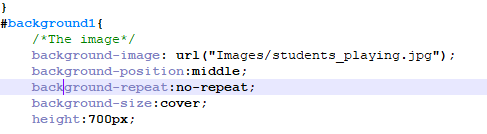 }
#background1{
/*The image*/
background-image: url("Images/students_playing.jpg");
background-position:middle;
background-repeat:no-repeat;
background-size:cover;
height:700px;